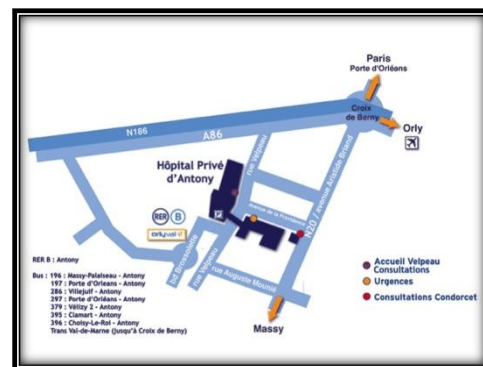 Paris
Porte d'Orléans
Croix
de Berny
Orly
N186
A86
rue Velpeau
Hôpital Privé
d'Antony
N20 / avenue Aristide Briand
Avenue de la Providence
P
RER B
orlyval
bd Brossolette
rue Velpeau
rue Auguste Mounié
Massy
Accueil Velpeau
Consultations
Urgences
Consultations Condorcet
RER B : Antony
Bus : 196 : Massy-Palaiseau - Antony
197 : Porte d'Orleans - Antony
286 : Villejuif - Antony
297 : Porte d'Orléans - Antony
379 : Vélizy 2 - Antony
395 : Clamart - Antony
396 : Choisy-Le-Roi - Antony
Trans Val-de-Marne (jusqu'à Croix de Berny)